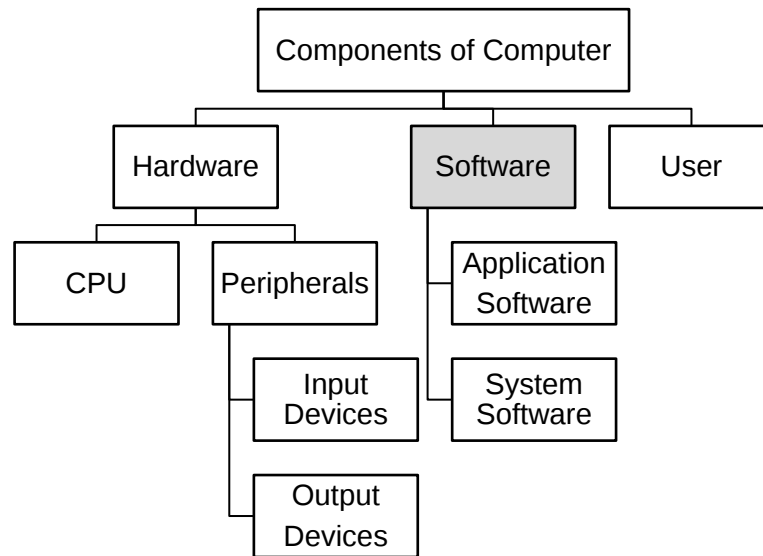 Components of Computer
Hardware
Software
User
CPU
Peripherals
Application
Software
Input
Devices
System
Software
Output
Devices